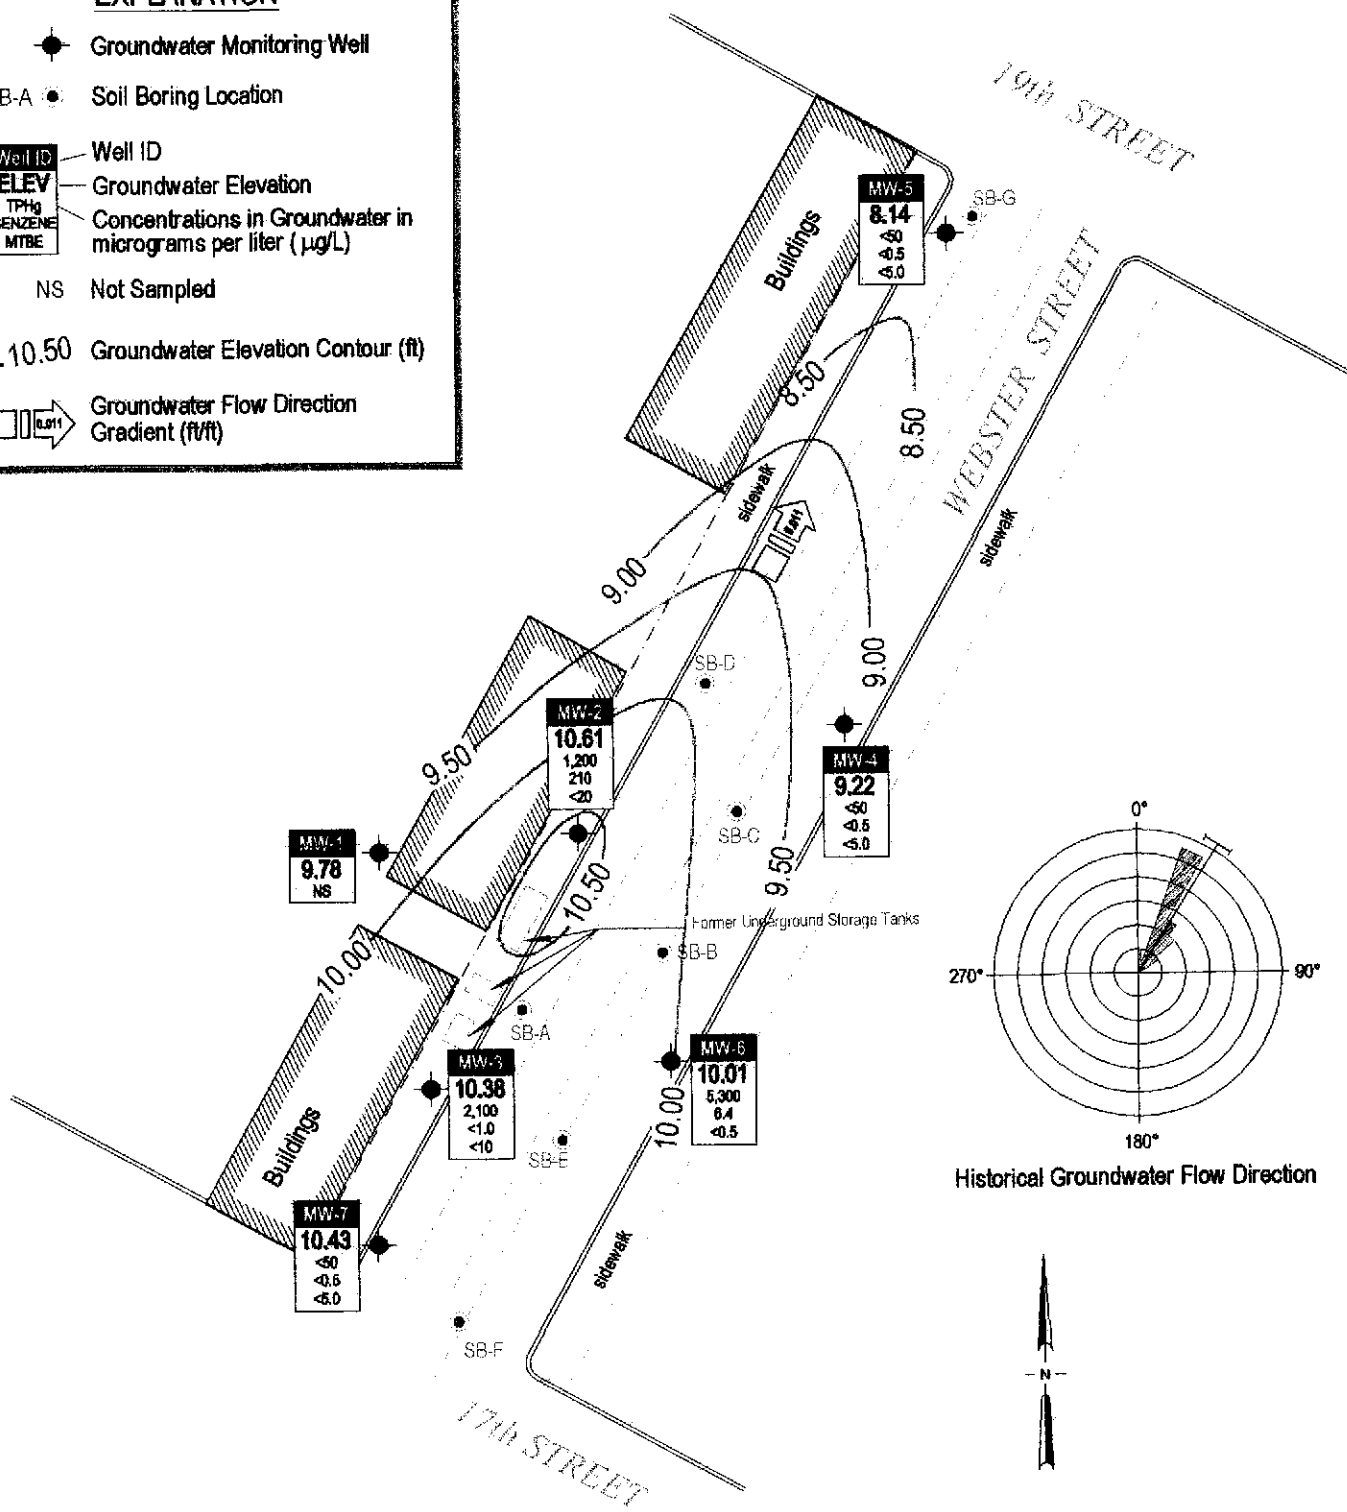 EXPLANATION
Groundwater Monitoring Well
B-A Soil Boring Location
Well ID Well ID
ELEV Groundwater Elevation
TPHg
BENZENE
MTBE
Concentrations in Groundwater in
micrograms per liter (µg/L)
NS Not Sampled
10.50 Groundwater Elevation Contour (ft)
0.011 Groundwater Flow Direction
Gradient (ft/ft)
19th STREET
WEBSTER STREET
17th STREET
Buildings
MW-5
8.14
<50
<0.5
<5.0
SB-G
8.50
8.50
sidewalk
sidewalk
0.011
9.00
9.00
SB-D
MW-2
10.61
1,200
210
<20
9.50
9.50
MW-4
9.22
<50
<0.5
<5.0
SB-C
MW-1
9.78
NS
10.50
Former Underground Storage Tanks
SB-B
10.00
SB-A
MW-3
10.38
2,100
<1.0
<10
MW-6
10.01
5,300
6.4
<0.5
10.00
Buildings
SB-E
MW-7
10.43
<50
<0.5
<5.0
sidewalk
SB-F
0°
270°
90°
180°
Historical Groundwater Flow Direction
N